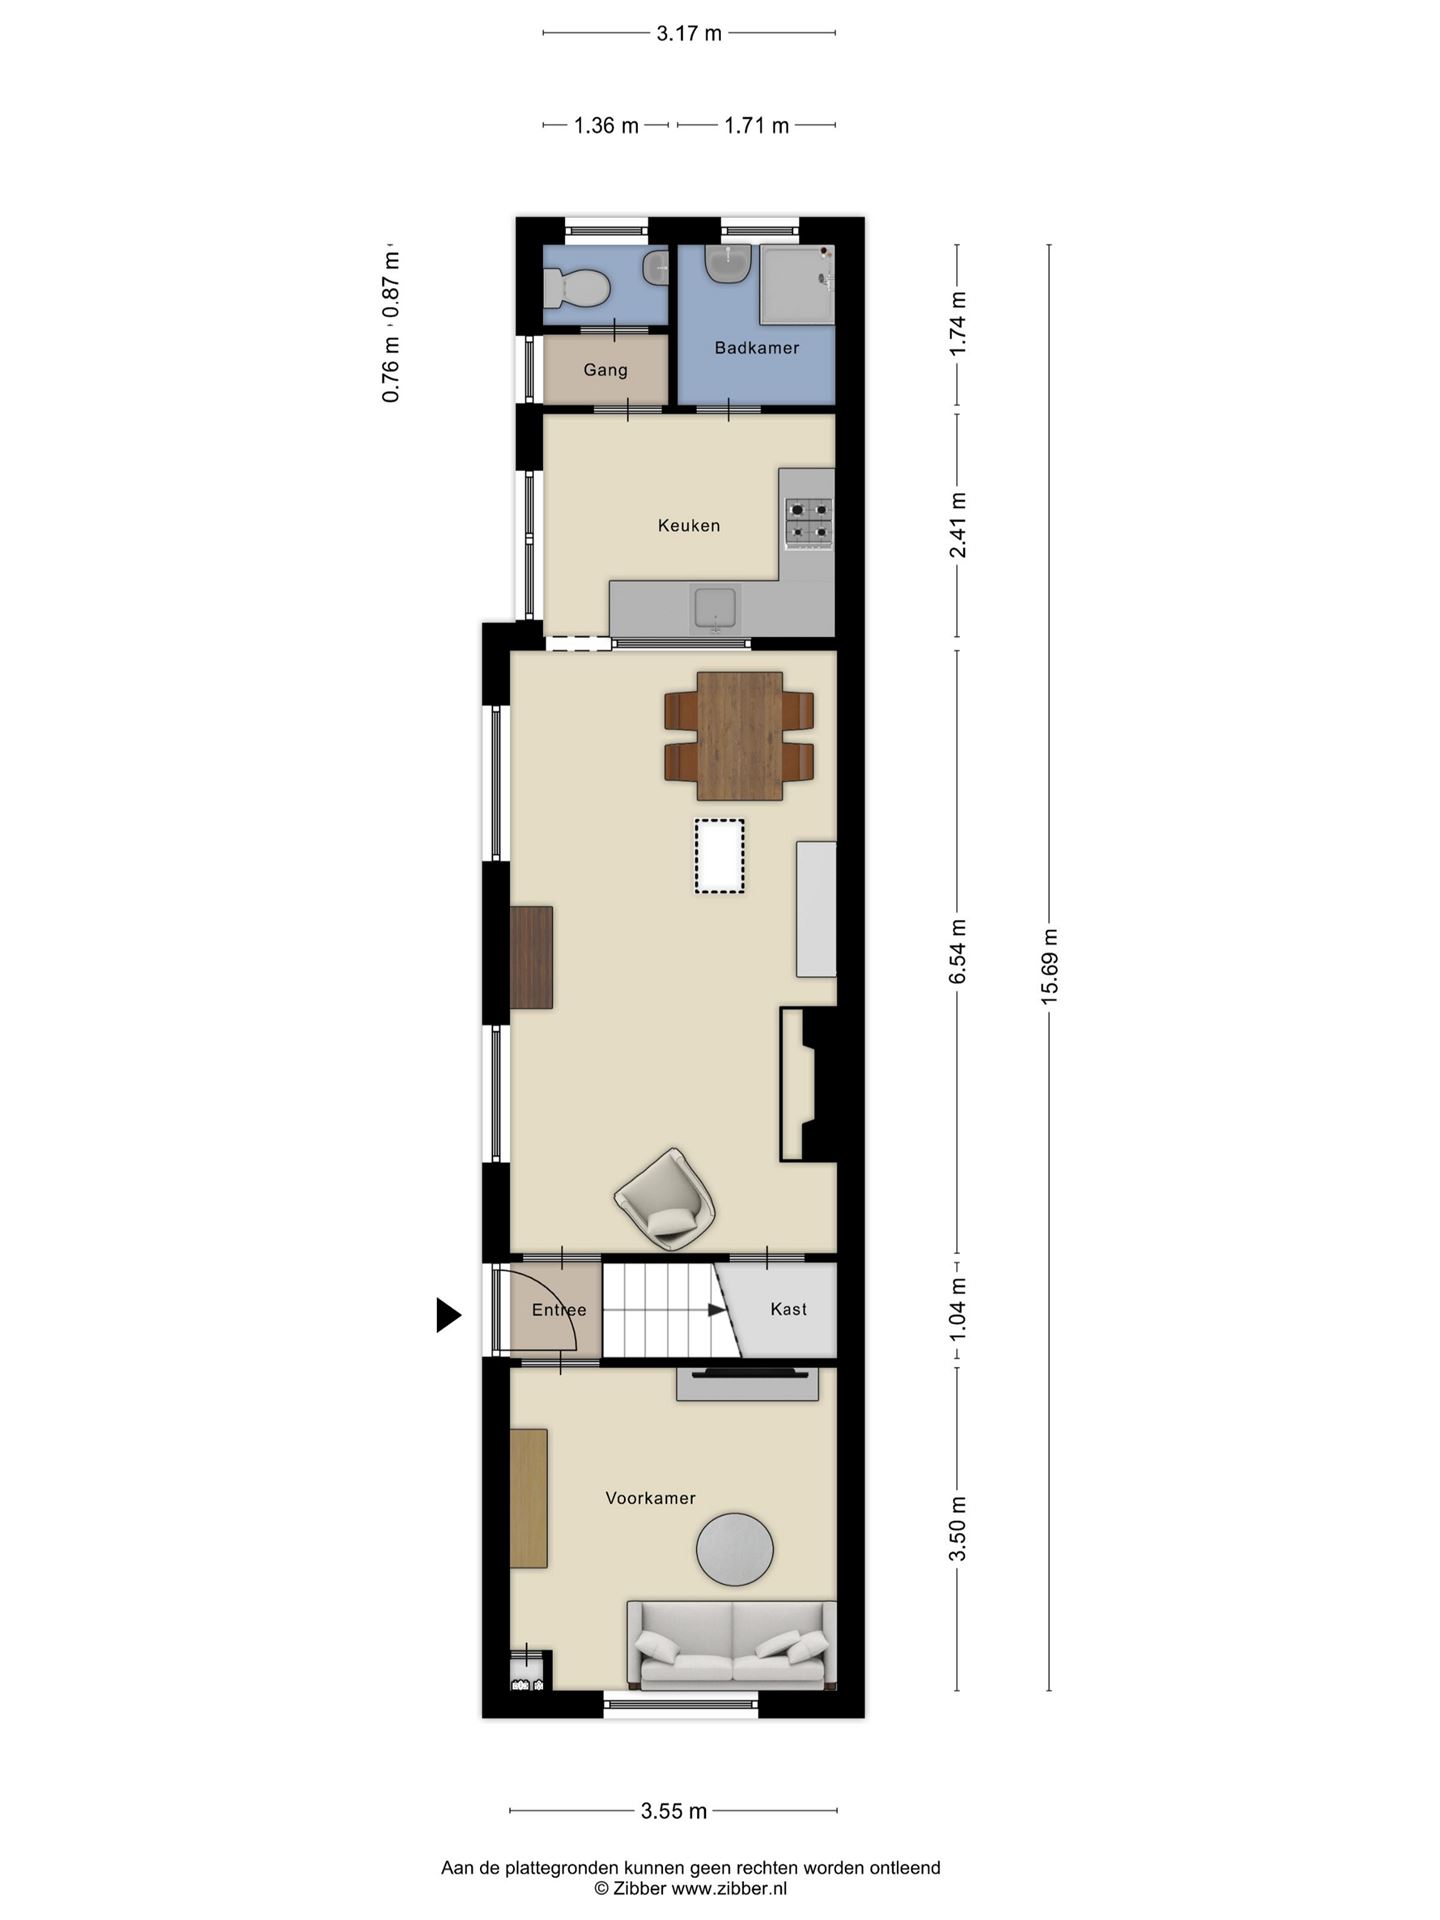 3.17 m
1.36 m
1.71 m
0.87 m
0.76 m
1.74 m
Badkamer
Gang
2.41 m
Keuken
6.54 m
15.69 m
Entree
Kast
1.04 m
Voorkamer
3.50 m
3.55 m
Aan de plattegronden kunnen geen rechten worden ontleend
© Zibber www.zibber.nl